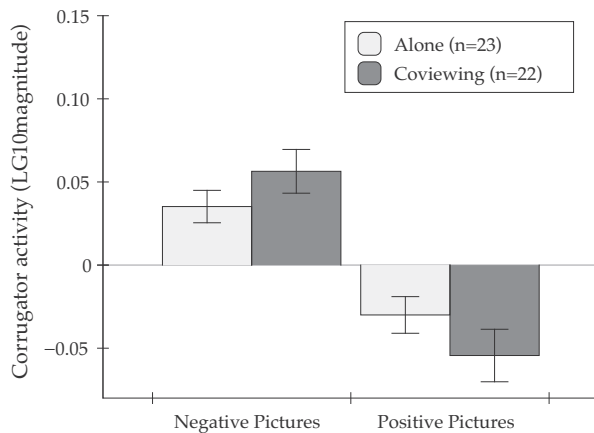 Corrugator activity (LG10magnitude)
0.15
0.10
0.05
0
−0.05
Alone (n=23)
Coviewing (n=22)
Negative Pictures
Positive Pictures